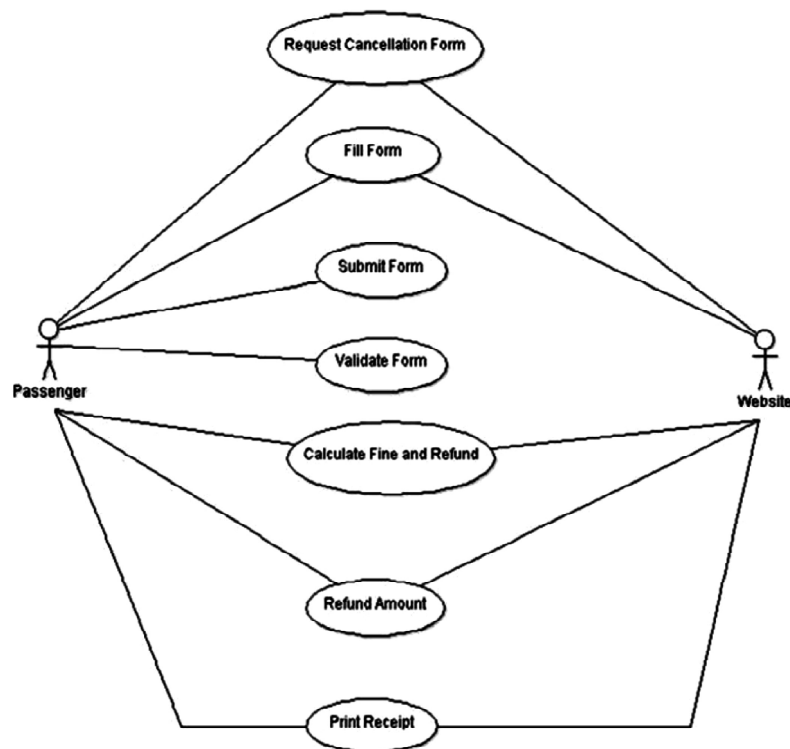 Request Cancellation Form
Fill Form
Submit Form
Validate Form
Passenger
Website
Calculate Fine and Refund
Refund Amount
Print Receipt